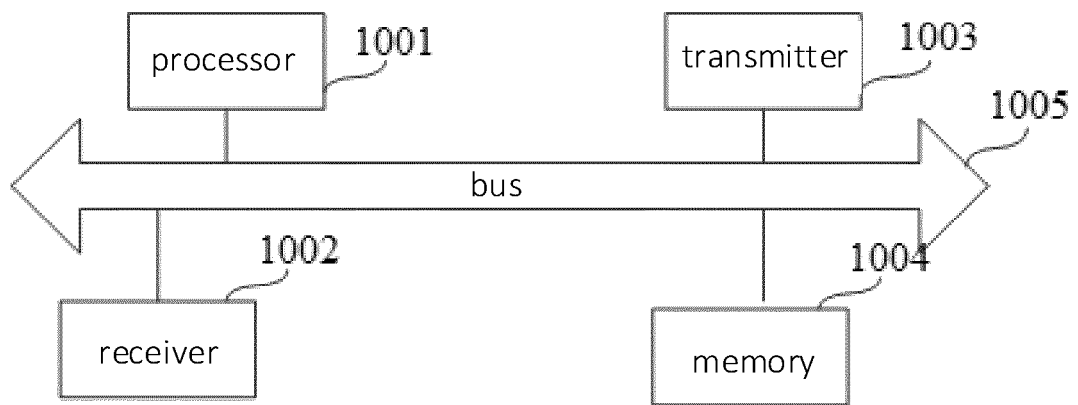 processor
1001
transmitter
1003
1005
bus
1002
1004
receiver
memory